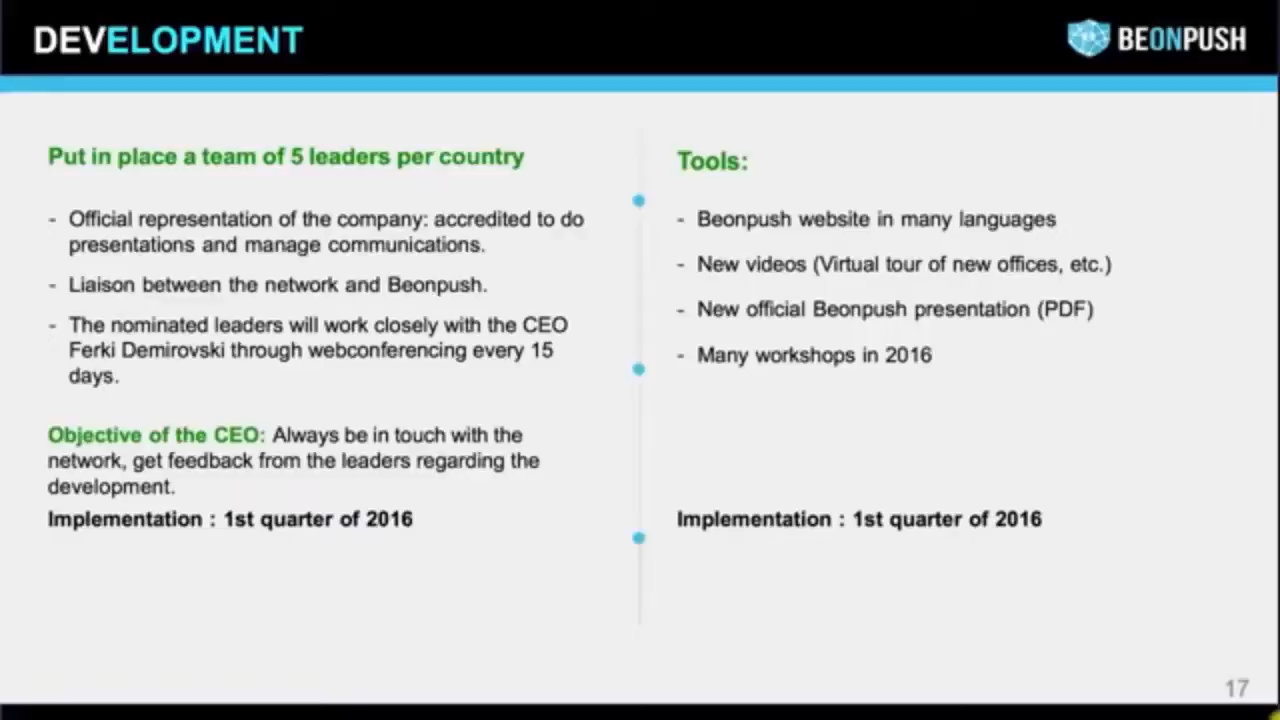 DEVELOPMENT
BEONPUSH
Put in place a team of 5 leaders per country
- Official representation of the company: accredited to do
presentations and manage communications.
- Liaison between the network and Beonpush.
- The nominated leaders will work closely with the CEO
Ferki Demirovski through webconferencing every 15
days.
Objective of the CEO: Always be in touch with the
network, get feedback from the leaders regarding the
development.
Implementation : 1st quarter of 2016
Tools:
- Beonpush website in many languages
- New videos (Virtual tour of new offices, etc.)
- New official Beonpush presentation (PDF)
- Many workshops in 2016
Implementation : 1st quarter of 2016
17